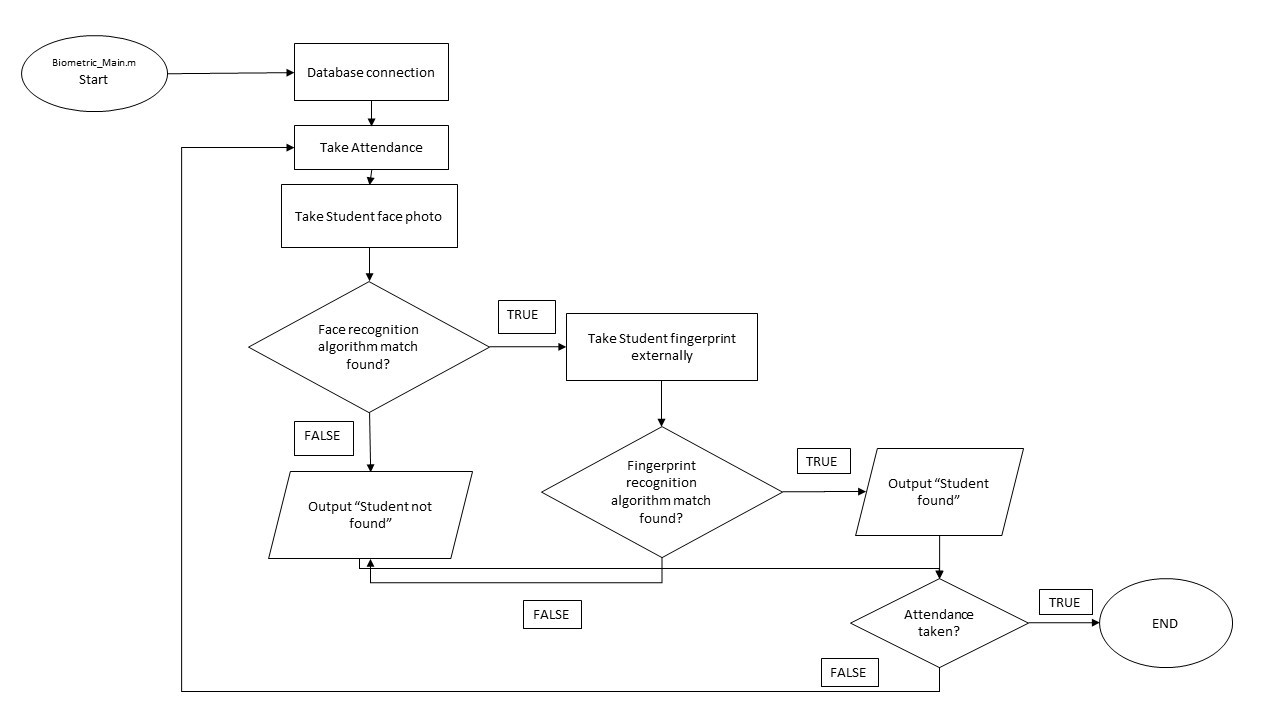 Biometric_Main.m
Start
Database connection
Take Attendance
Take Student face photo
Face recognition
algorithm match
found?
TRUE
Take Student fingerprint
externally
FALSE
Output “Student not
found”
Fingerprint
recognition
algorithm match
found?
TRUE
Output “Student
found”
FALSE
Attendance
taken?
TRUE
END
FALSE